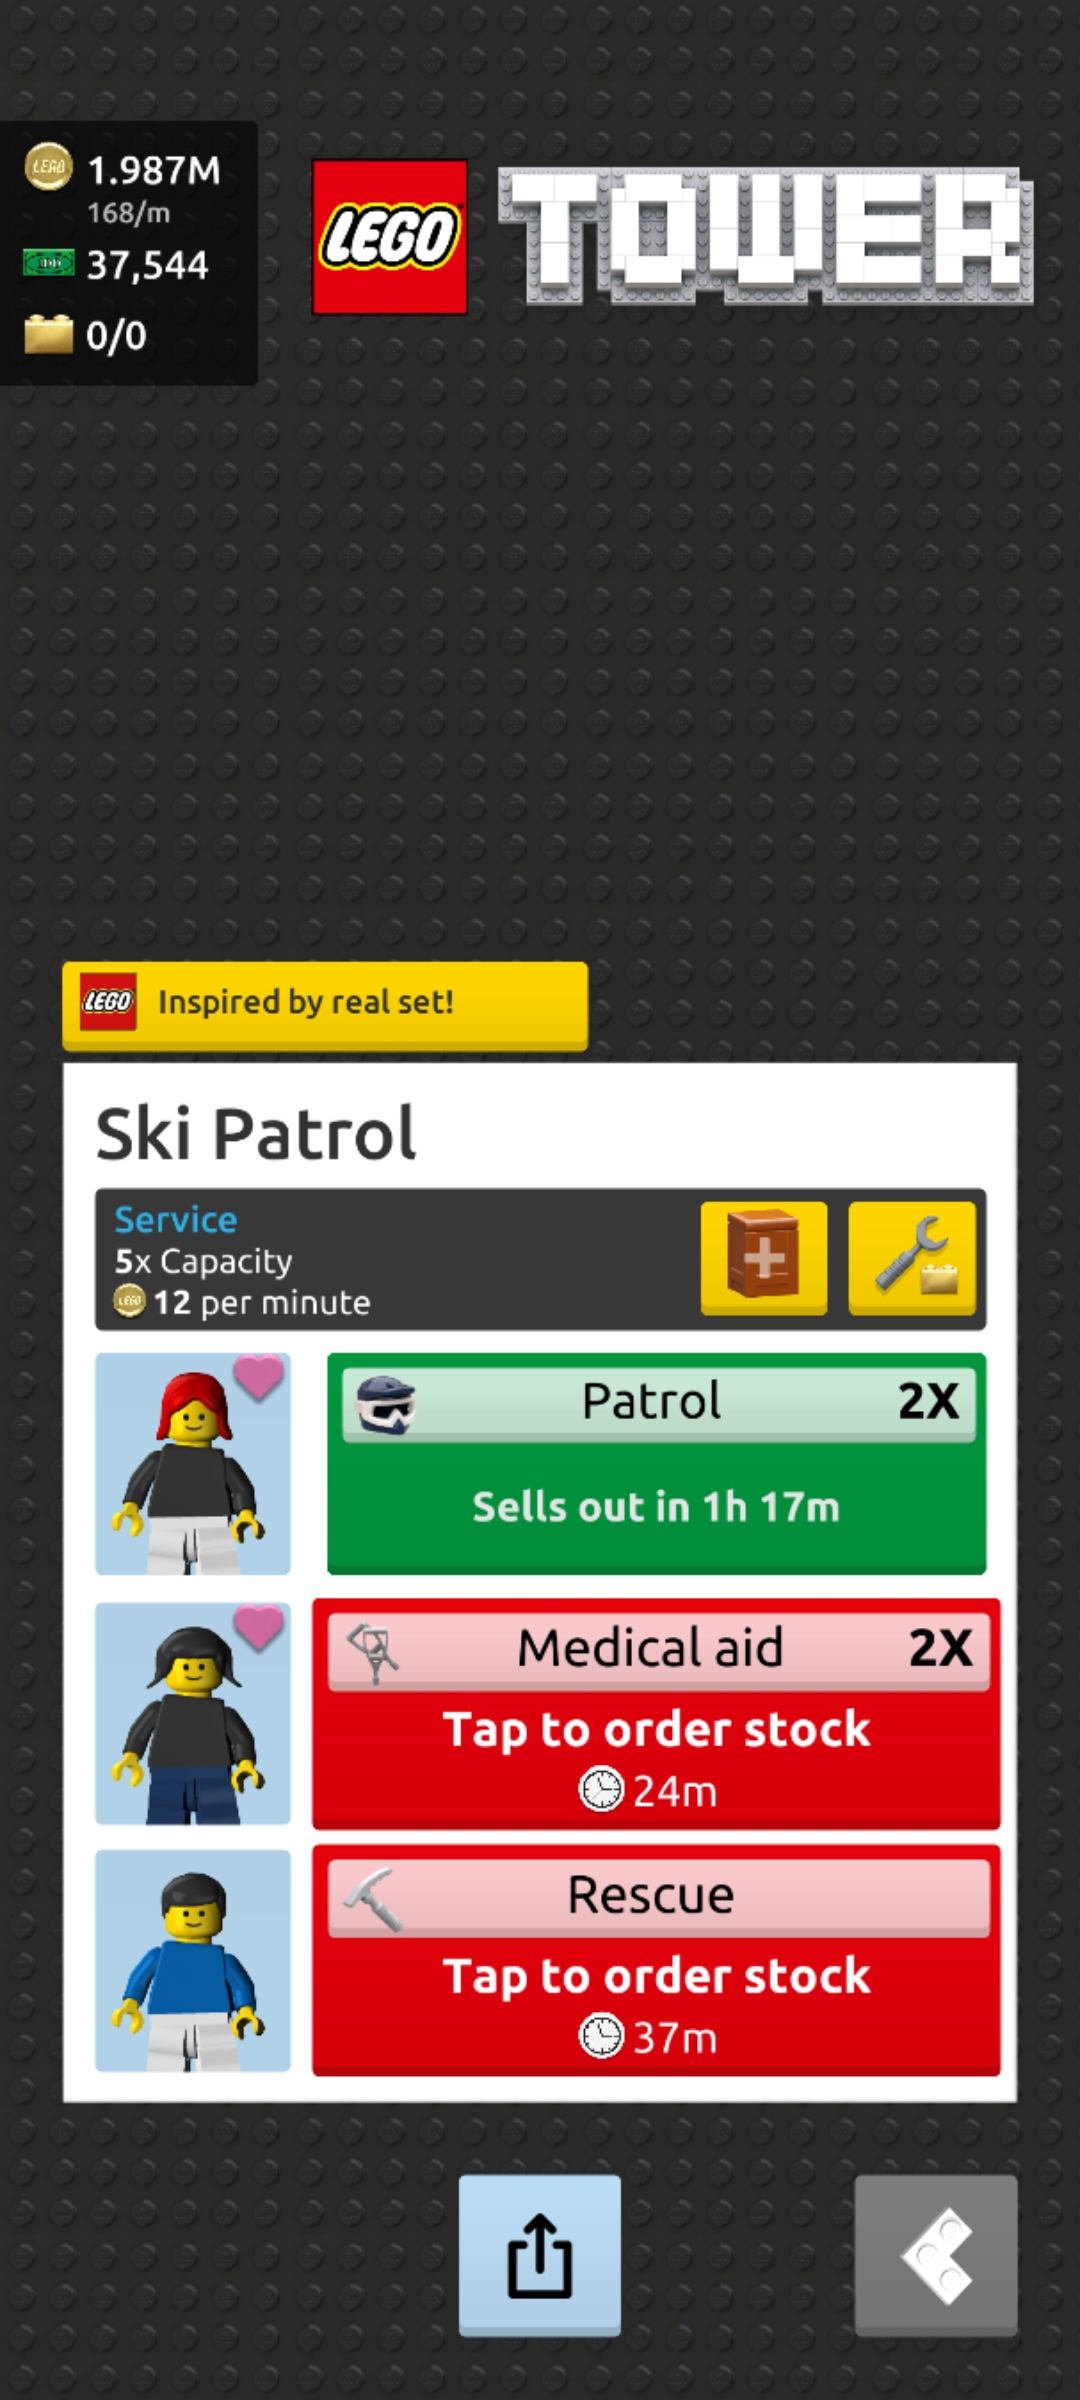 LEGO
1.987M
168/m
37,544
0/0
LEGO TOWER
LEGO Inspired by real set!
Ski Patrol
Service
5x Capacity
LEGO 12 per minute
Patrol 2X
Sells out in 1h 17m
Medical aid 2X
Tap to order stock
24m
Rescue
Tap to order stock
37m